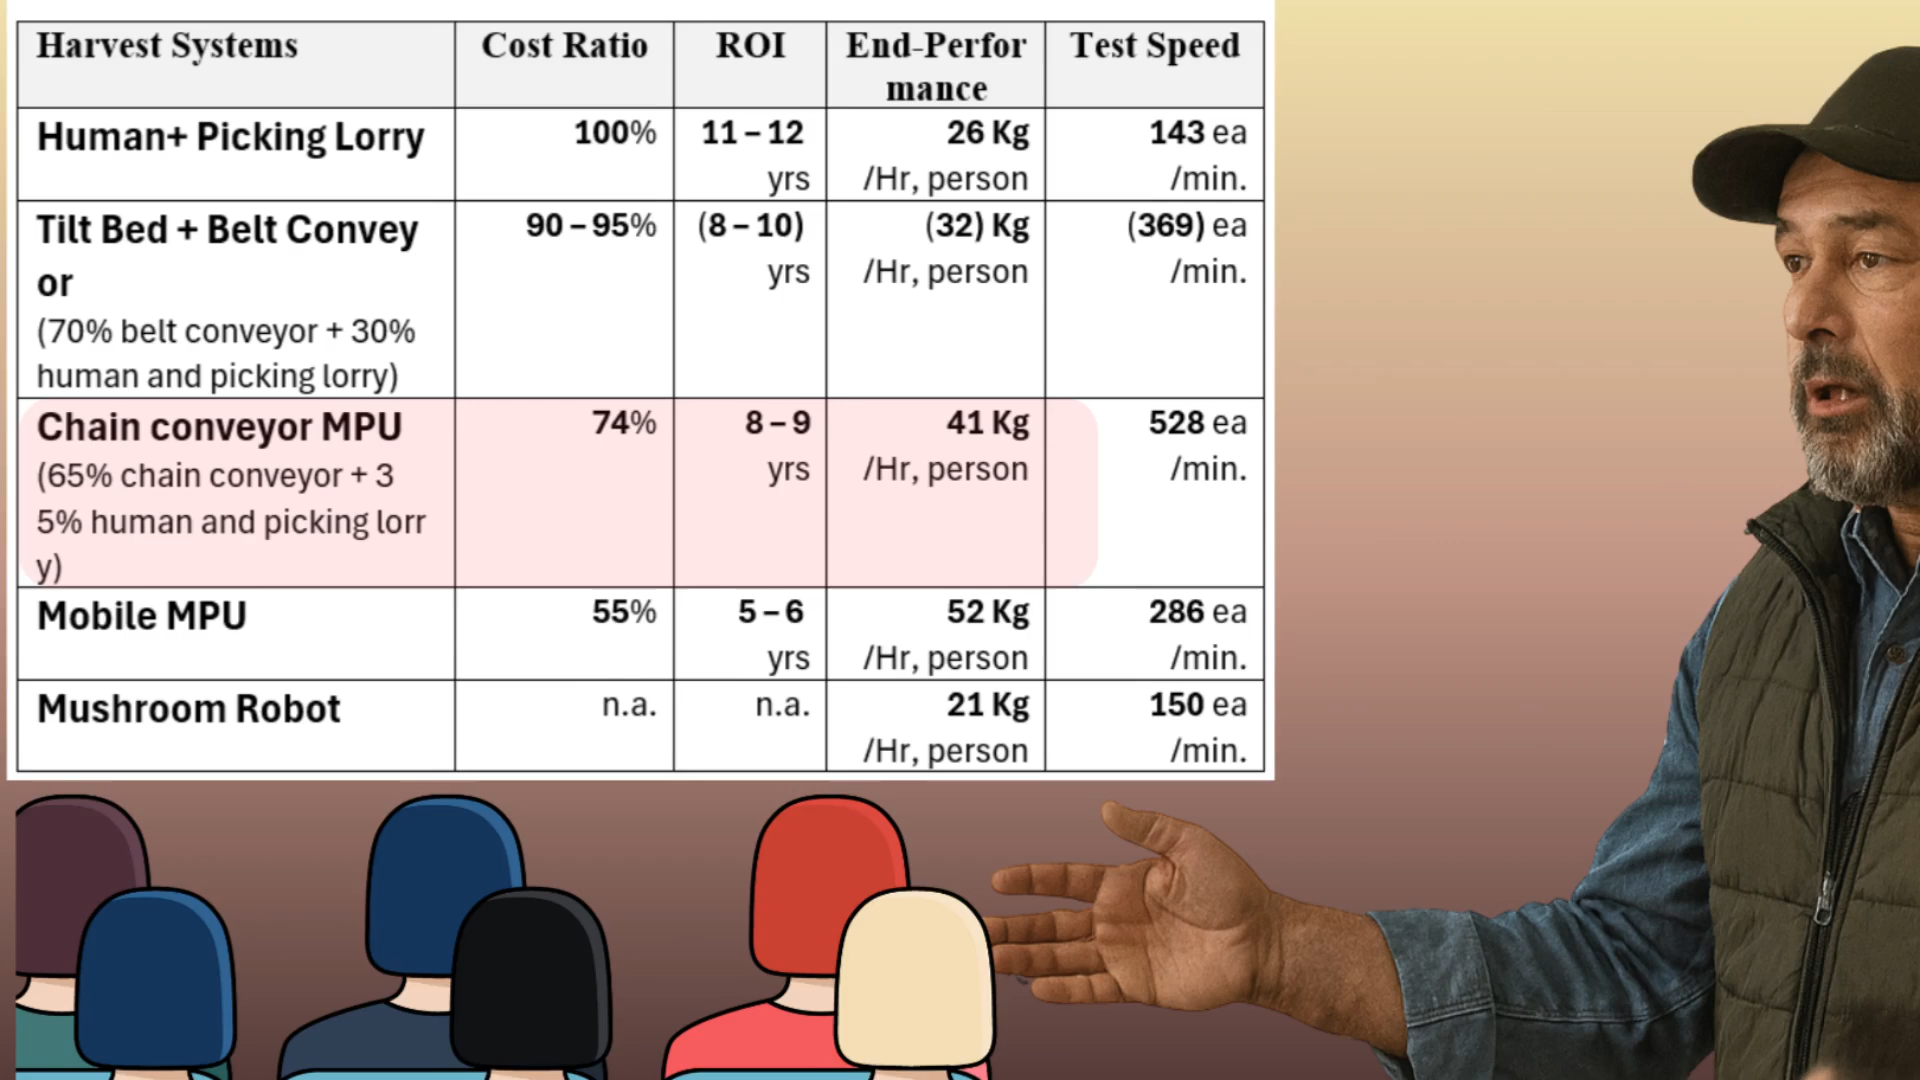 Harvest Systems Cost Ratio ROI End-Perfor Test Speed
mance
Human+ Picking Lorry 100% 11 – 12 26 Kg 143 ea
yrs /Hr, person /min.
Tilt Bed + Belt Convey 90 – 95% (8 – 10) (32) Kg (369) ea
or yrs /Hr, person /min.
(70% belt conveyor + 30%
human and picking lorry)
Chain conveyor MPU 74% 8 – 9 41 Kg 528 ea
(65% chain conveyor + 3 yrs /Hr, person /min.
5% human and picking lorr
y)
Mobile MPU 55% 5 – 6 52 Kg 286 ea
yrs /Hr, person /min.
Mushroom Robot n.a. n.a. 21 Kg 150 ea
/Hr, person /min.